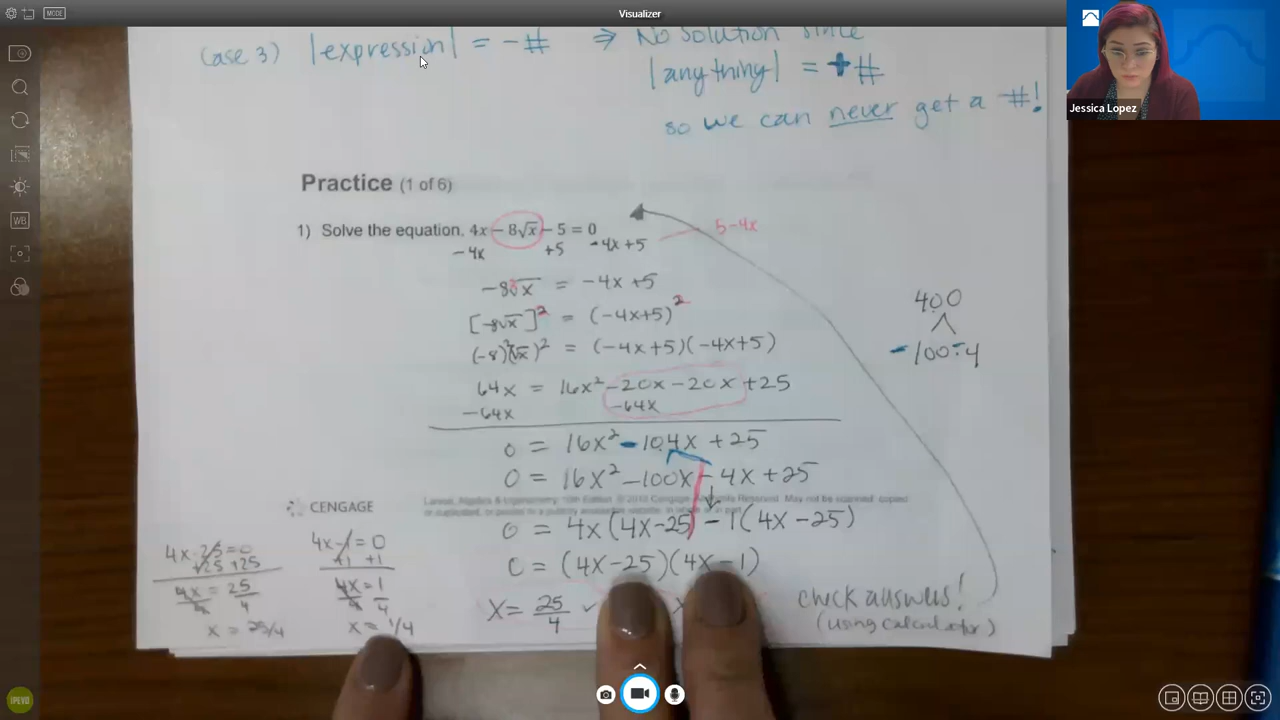 MODE
Visualizer
Jessica Lopez
WB
Case 3) |expression| = -# ⇒ No solution since
|anything| = +#
so we can never get a -#!
Practice (1 of 6)
1) Solve the equation. 4x - 8√x - 5 = 0
-4x +5 -4x+5
5-4x
-8√x = -4x+5
[-8√x]² = (-4x+5)²
(-8)²(√x)² = (-4x+5)(-4x+5)
64x = 16x² -20x -20x +25
-64x -64x
0 = 16x² - 104x + 25
0 = 16x² -100x - 4x + 25
0 = 4x(4x-25) - 1(4x-25)
0 = (4x-25)(4x-1)
x = 25/4 ✓
400
-100·-4
CENGAGE
4x-25=0
+25 +25
4x = 25
4 4
x = 25/4
4x-1=0
+1 +1
4x = 1
4 4
x = 1/4
check answers!
(using calculator)
IPEVO